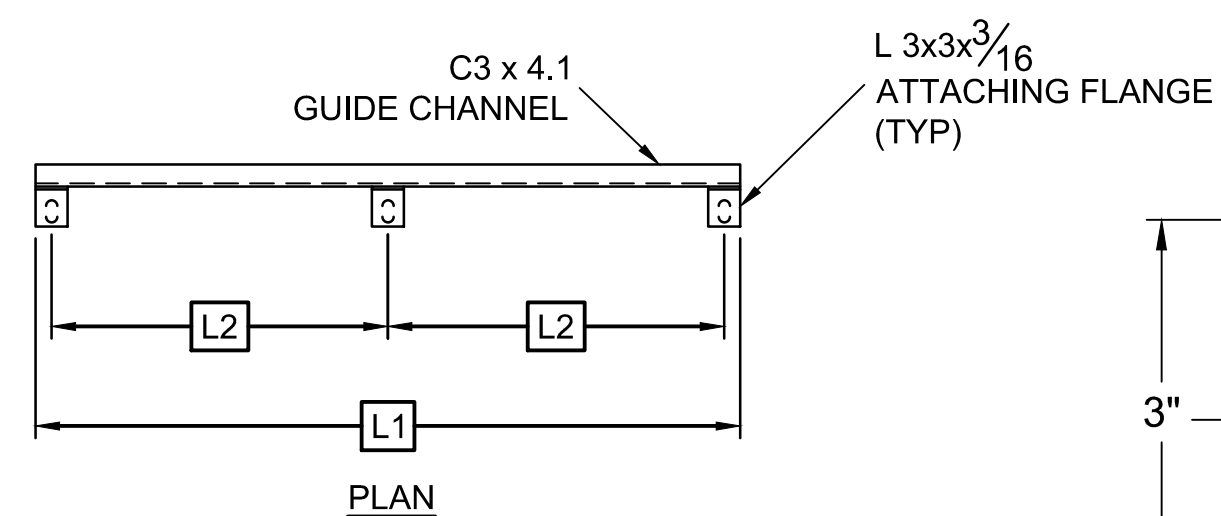 C3 x 4.1
GUIDE CHANNEL
L 3x3x3/16
ATTACHING FLANGE
(TYP)
L2
L2
3"
L1
PLAN